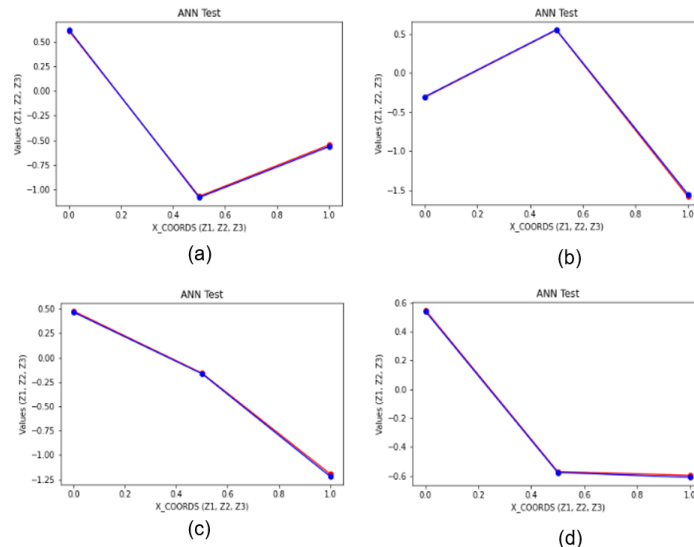 ANN Test
0.50
0.25
0.00
−0.25
−0.50
−0.75
−1.00
Values (Z1, Z2, Z3)
0.0 0.2 0.4 0.6 0.8 1.0
X_COORDS (Z1, Z2, Z3)
(a)
ANN Test
0.5
0.0
−0.5
−1.0
−1.5
Values (Z1, Z2, Z3)
0.0 0.2 0.4 0.6 0.8 1.0
X_COORDS (Z1, Z2, Z3)
(b)
ANN Test
0.50
0.25
0.00
−0.25
−0.50
−0.75
−1.00
−1.25
Values (Z1, Z2, Z3)
0.0 0.2 0.4 0.6 0.8 1.0
X_COORDS (Z1, Z2, Z3)
(c)
ANN Test
0.6
0.4
0.2
0.0
−0.2
−0.4
−0.6
Values (Z1, Z2, Z3)
0.0 0.2 0.4 0.6 0.8 1.0
X_COORDS (Z1, Z2, Z3)
(d)